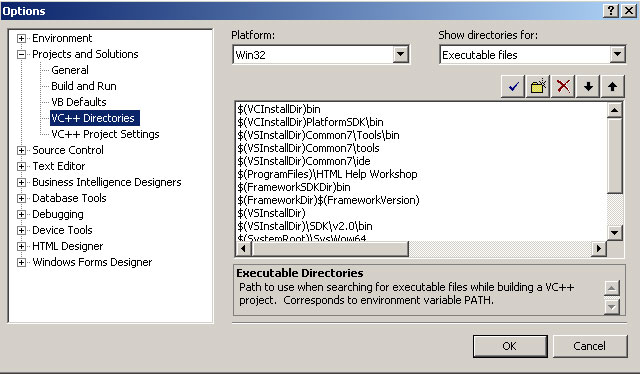 Options
Environment
Projects and Solutions
General
Build and Run
VB Defaults
VC++ Directories
VC++ Project Settings
Source Control
Text Editor
Business Intelligence Designers
Database Tools
Debugging
Device Tools
HTML Designer
Windows Forms Designer
Platform:
Win32
Show directories for:
Executable files
$(VCInstallDir)bin
$(VCInstallDir)PlatformSDK\bin
$(VSInstallDir)Common7\Tools\bin
$(VSInstallDir)Common7\tools
$(VSInstallDir)Common7\ide
$(ProgramFiles)\HTML Help Workshop
$(FrameworkSDKDir)bin
$(FrameworkDir)$(FrameworkVersion)
$(VSInstallDir)
$(VSInstallDir)\SDK\v2.0\bin
$(SystemRoot)\SysWow64
Executable Directories
Path to use when searching for executable files while building a VC++
project.  Corresponds to environment variable PATH.
OK
Cancel